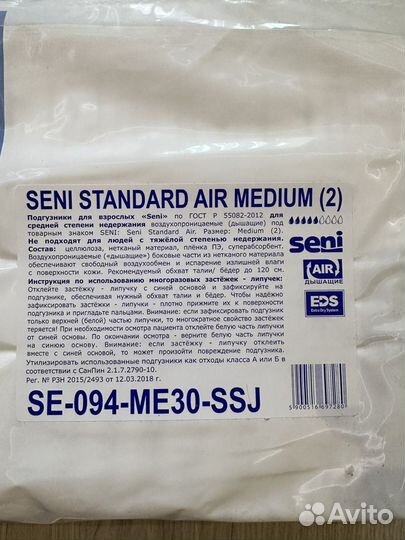 SENI STANDARD AIR MEDIUM (2)
Подгузники для взрослых «Seni» по ГОСТ Р 55082-2012 для
средней степени недержания воздухопроницаемые (дышащие) под
товарным знаком SENI: Seni Standard Air. Размер: Medium (2).
Не подходят для людей с тяжёлой степенью недержания.
Состав: целлюлоза, нетканый материал, плёнка ПЭ, суперабсорбент.
Воздухопроницаемые («дышащие») боковые части из нетканого материала
обеспечивают свободный воздухообмен и испарение излишней влаги
с поверхности кожи. Рекомендуемый обхват талии/ бёдер до 120 см.
Инструкция по использованию многоразовых застёжек - липучек:
Отклейте застёжку - липучку с синей основой и зафиксируйте на
подгузнике, обеспечивая нужный обхват талии и бёдер. Чтобы надёжно
зафиксировать застёжки - липучки - плотно прижмите их к поверхности
подгузника и пригладьте пальцами. Внимание: если зафиксировать подгузник
только верхней (белой) частью липучки, то многократное свойство застёжек
теряется! При необходимости осмотра пациента отклейте белую часть липучки
от синей основы. По окончании осмотра - верните белую часть липучки
на синюю основу. Внимание: если застёжку - липучку отклеить
вместе с синей основой, то может произойти повреждение подгузника.
Утилизировать использованные подгузники как отходы класса А или Б в
соответствии с СанПин 2.1.7.2790-10.
Рег. № РЗН 2015/2493 от 12.03.2018 г.
seni
AIR
ДЫШАЩИЕ
EDS
Extra Dry System
SE-094-ME30-SSJ
5 900516 697280
Avito